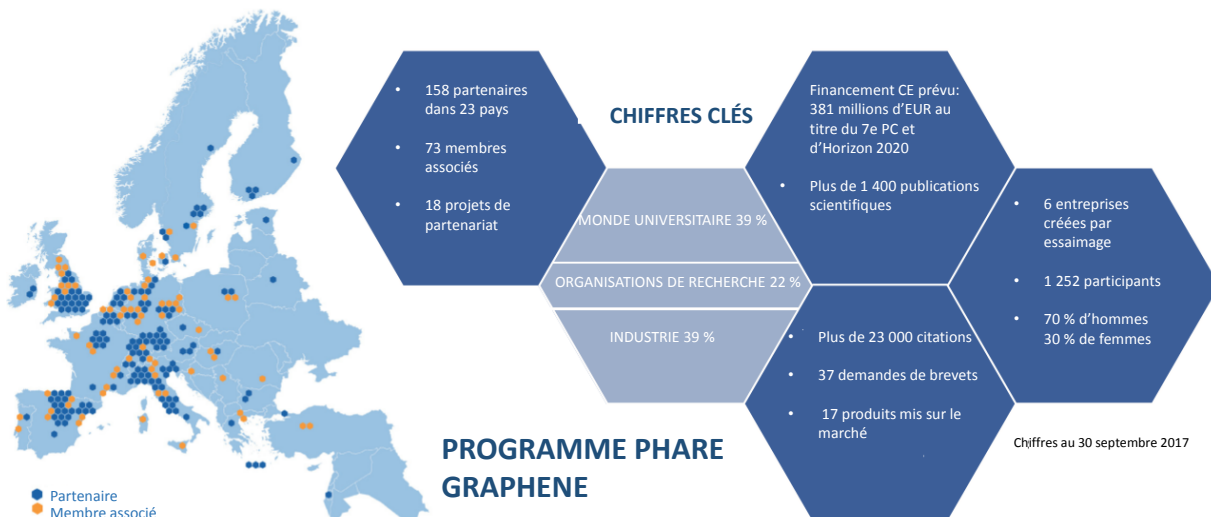 • 158 partenaires
dans 23 pays
• 73 membres
associés
• 18 projets de
partenariat
CHIFFRES CLÉS
MONDE UNIVERSITAIRE 39 %
ORGANISATIONS DE RECHERCHE 22 %
INDUSTRIE 39 %
Financement CE prévu:
381 millions d’EUR au
titre du 7e PC et
d’Horizon 2020
• Plus de 1 400 publications
scientifiques
• 6 entreprises
créées par
essaimage
• 1 252 participants
• 70 % d’hommes
30 % de femmes
• Plus de 23 000 citations
• 37 demandes de brevets
• 17 produits mis sur le
marché
Chiffres au 30 septembre 2017
PROGRAMME PHARE
GRAPHENE
Partenaire
Membre associé